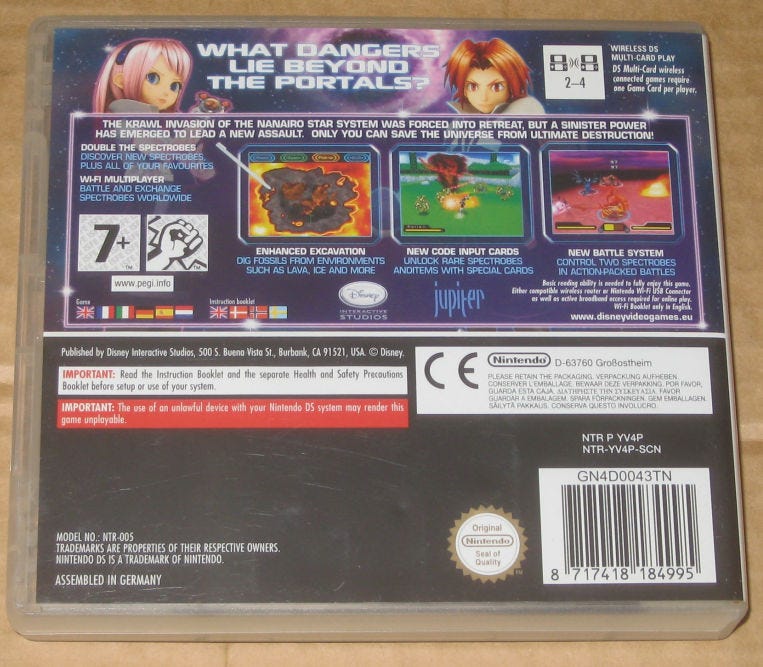 WHAT DANGERS
LIE BEYOND
THE PORTALS?
2–4
WIRELESS DS
MULTI-CARD PLAY
DS Multi-Card wireless
connected games require
one Game Card per player.
THE KRAWL INVASION OF THE NANAIRO STAR SYSTEM WAS FORCED INTO RETREAT, BUT A SINISTER POWER
HAS EMERGED TO LEAD A NEW ASSAULT. ONLY YOU CAN SAVE THE UNIVERSE FROM ULTIMATE DESTRUCTION!
DOUBLE THE SPECTROBES
DISCOVER NEW SPECTROBES,
PLUS ALL OF YOUR FAVOURITES
WI-FI MULTIPLAYER
BATTLE AND EXCHANGE
SPECTROBES WORLDWIDE
7+
TM
TM
www.pegi.info
ENHANCED EXCAVATION
DIG FOSSILS FROM ENVIRONMENTS
SUCH AS LAVA, ICE AND MORE
NEW CODE INPUT CARDS
UNLOCK RARE SPECTROBES
ANDITEMS WITH SPECIAL CARDS
NEW BATTLE SYSTEM
CONTROL TWO SPECTROBES
IN ACTION-PACKED BATTLES
Game
Instruction booklet
Disney
INTERACTIVE
STUDIOS
jupiter
Basic reading ability is needed to fully enjoy this game.
Either compatible wireless router or Nintendo Wi-Fi USB Connector
as well as active broadband access required for online play.
Wi-Fi Booklet only in English.
www.disneyvideogames.eu
Published by Disney Interactive Studios, 500 S. Buena Vista St., Burbank, CA 91521, USA. © Disney.
IMPORTANT: Read the Instruction Booklet and the separate Health and Safety Precautions
Booklet before setup or use of your system.
IMPORTANT: The use of an unlawful device with your Nintendo DS system may render this
game unplayable.
CE
Nintendo D-63760 Großostheim
PLEASE RETAIN THE PACKAGING. VERPACKUNG AUFHEBEN.
CONSERVER L'EMBALLAGE. BEWAAR DEZE VERPAKKING. POR FAVOR,
GUARDA ESTA CAJA. ΔΙΑΤΗΡΗΣΤΕ ΤΗΝ ΣΥΣΚΕΥΑΣΙΑ. FAVOR
GUARDAR A EMBALAGEM. SPARA FÖRPACKNINGEN. GEM EMBALLAGEN.
SÄILYTÄ PAKKAUS. CONSERVA QUESTO INVOLUCRO.
NTR P YV4P
NTR-YV4P-SCN
GN4D0043TN
8 717418 184995
Original
Nintendo
Seal of
Quality
TM
MODEL NO.: NTR-005
TRADEMARKS ARE PROPERTIES OF THEIR RESPECTIVE OWNERS.
NINTENDO DS IS A TRADEMARK OF NINTENDO.
ASSEMBLED IN GERMANY